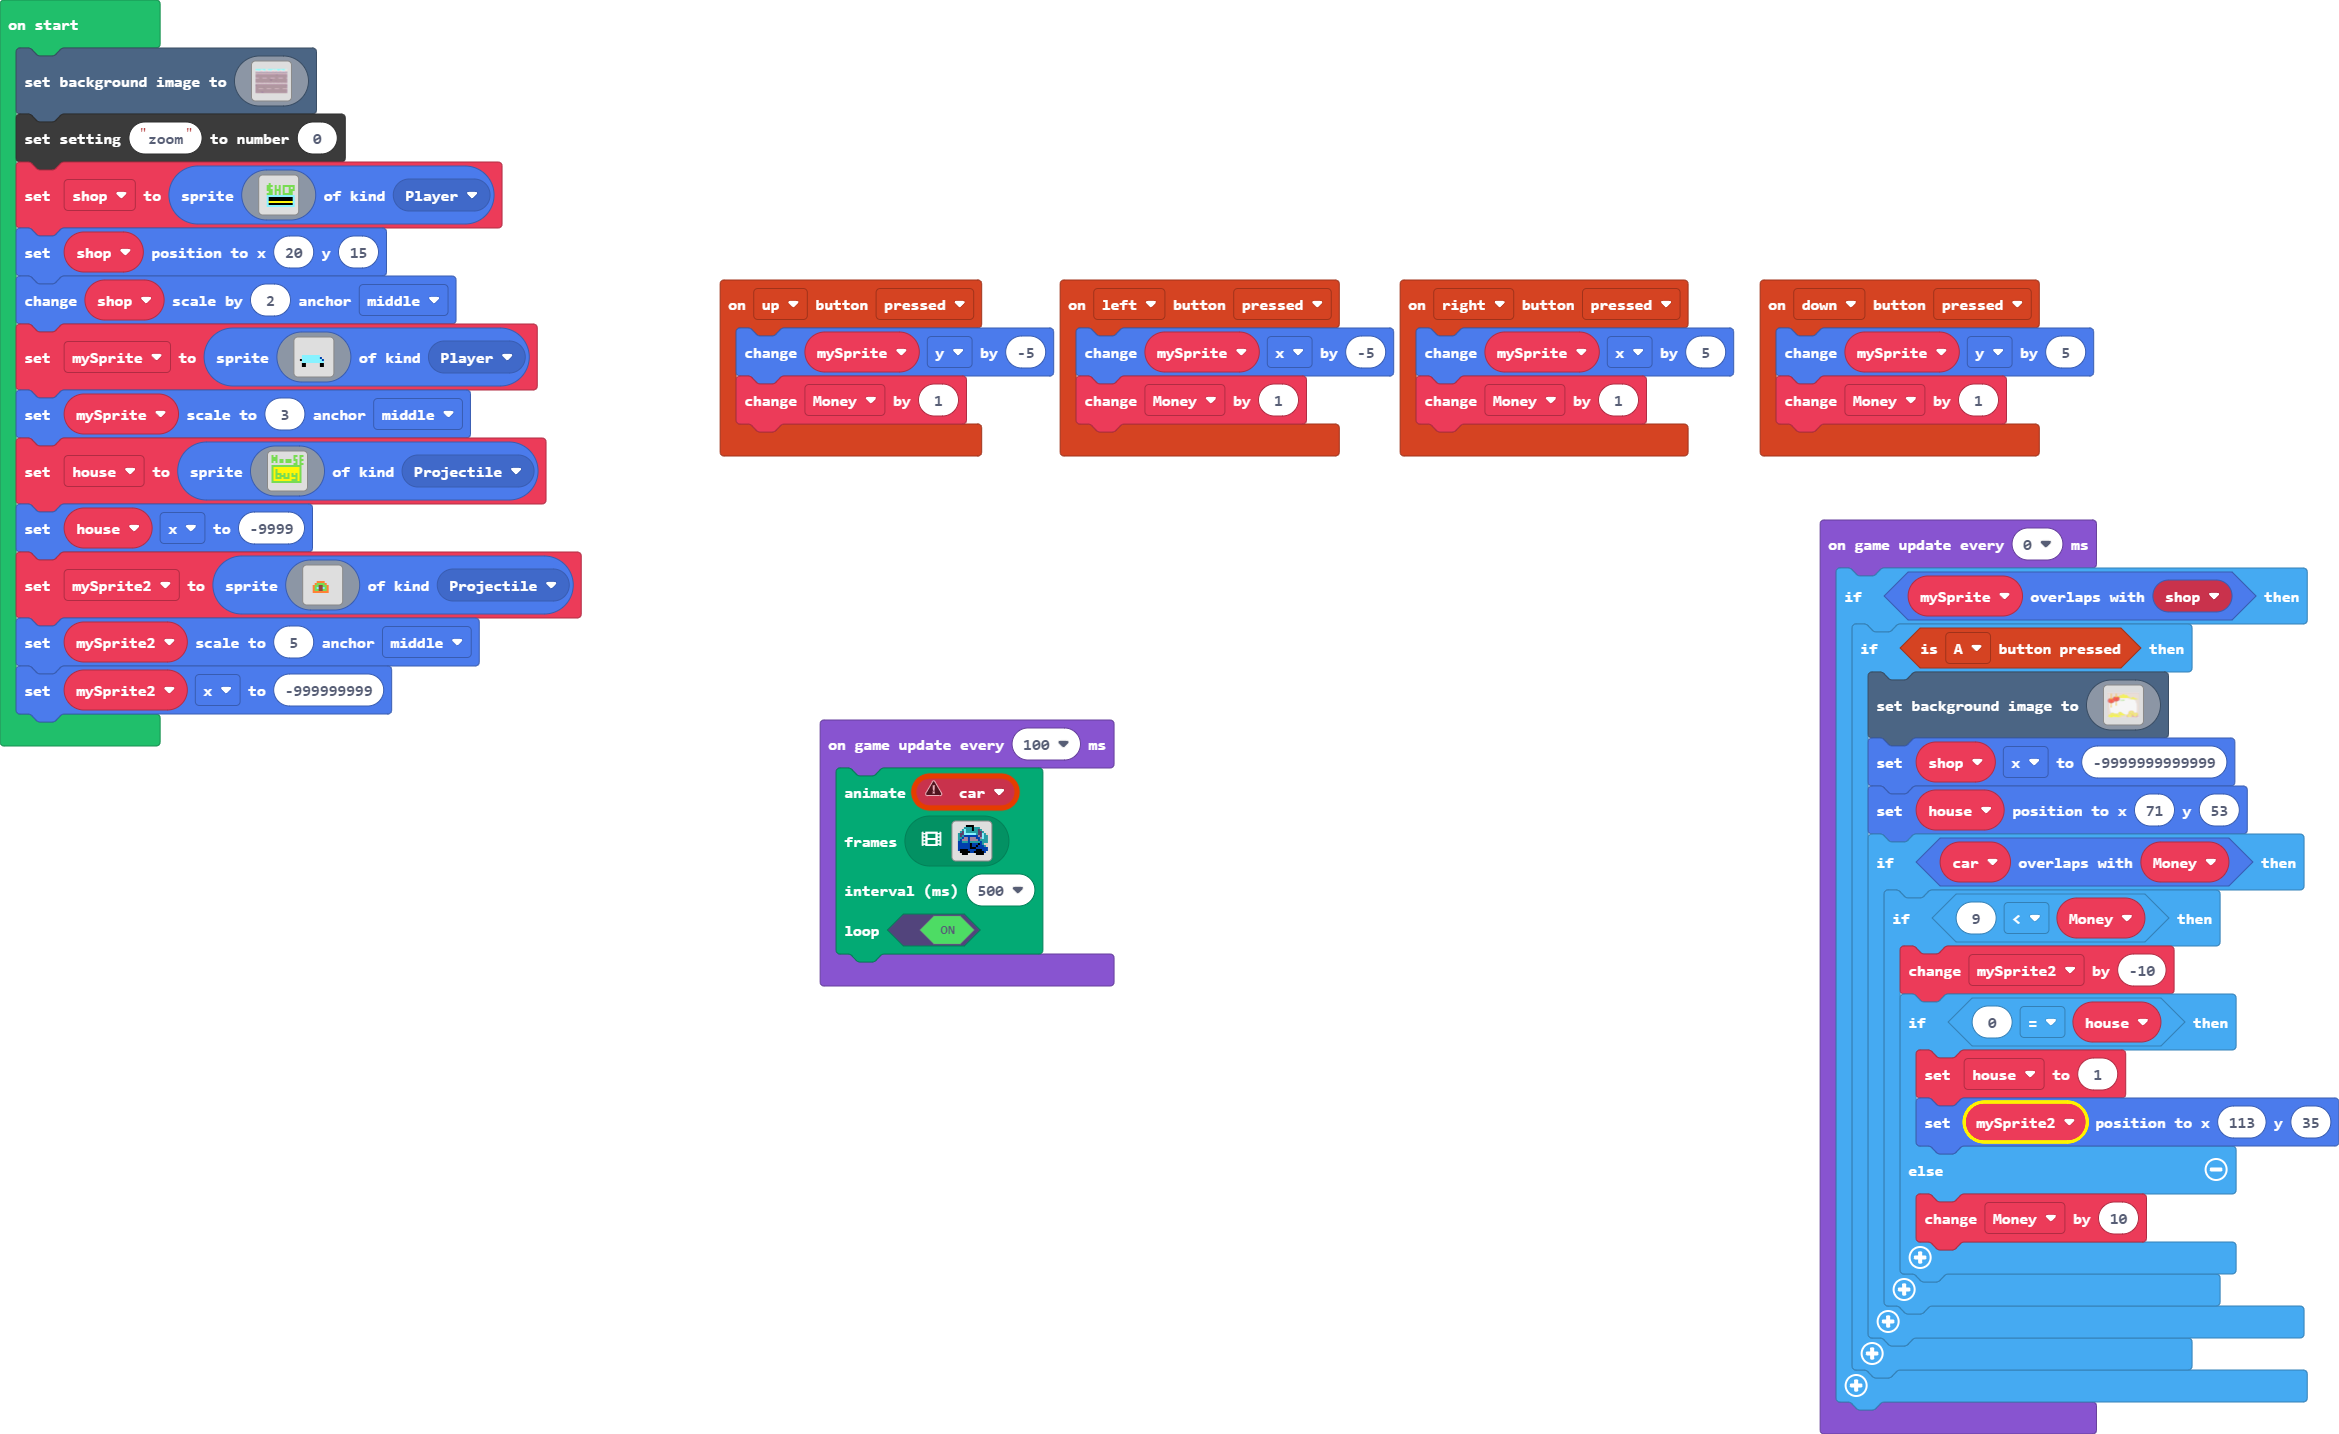 on start
set background image to
set setting "zoom" to number 0
set shop to sprite SHOP of kind Player
set shop position to x 20 y 15
change shop scale by 2 anchor middle
set mySprite to sprite of kind Player
set mySprite scale to 3 anchor middle
set house to sprite HomSE buy of kind Projectile
set house x to -9999
set mySprite2 to sprite of kind Projectile
set mySprite2 scale to 5 anchor middle
set mySprite2 x to -999999999
on up button pressed
change mySprite y by -5
change Money by 1
on left button pressed
change mySprite x by -5
change Money by 1
on right button pressed
change mySprite x by 5
change Money by 1
on down button pressed
change mySprite y by 5
change Money by 1
on game update every 100 ms
animate car
frames
interval (ms) 500
loop ON
on game update every 0 ms
if mySprite overlaps with shop then
if is A button pressed then
set background image to
set shop x to -9999999999999
set house position to x 71 y 53
if car overlaps with Money then
if 9 < Money then
change mySprite2 by -10
if 0 = house then
set house to 1
set mySprite2 position to x 113 y 35
else
change Money by 10